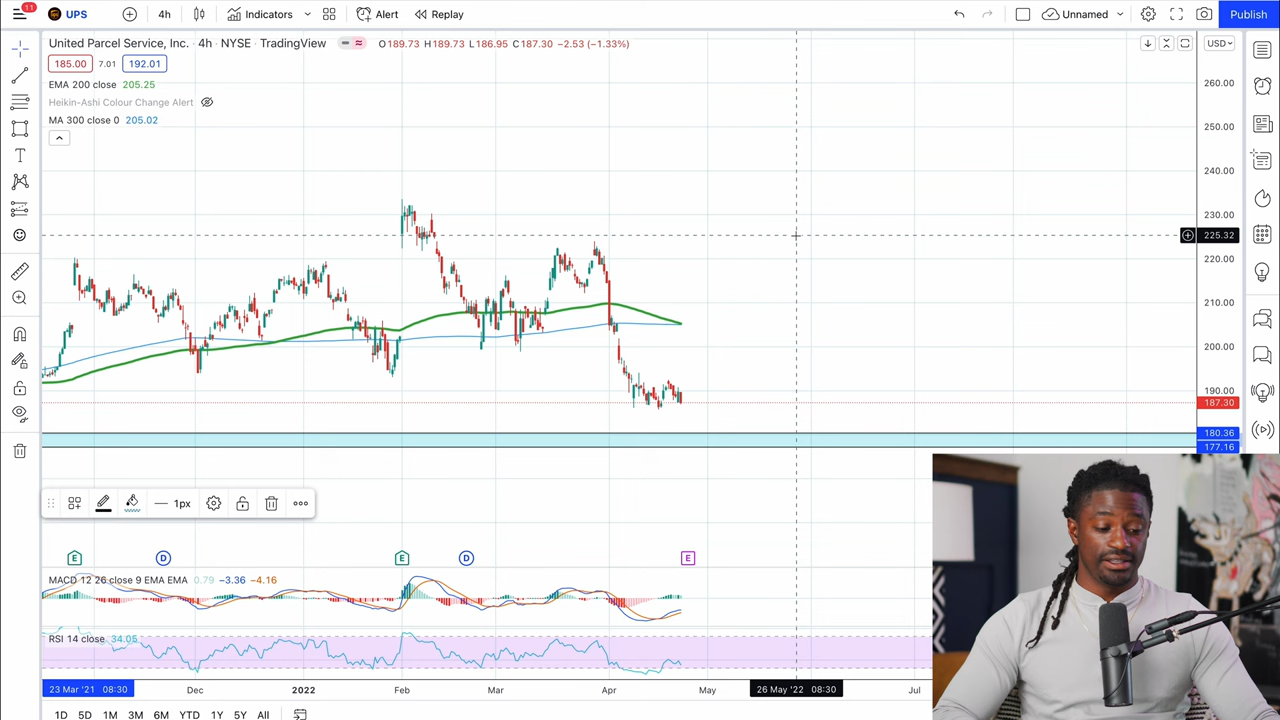 11 UPS 4h Indicators Alert Replay Unnamed Publish
United Parcel Service, Inc. · 4h · NYSE · TradingView O189.73 H189.73 L186.95 C187.30 −2.53 (−1.33%) USD
185.00 7.01 192.01
EMA 200 close 205.25
Heikin-Ashi Colour Change Alert
MA 300 close 0 205.02
260.00
250.00
240.00
230.00
225.32
220.00
210.00
200.00
190.00
187.30
180.36
177.16
1px
E D E D E
MACD 12 26 close 9 EMA EMA 0.79 −3.36 −4.16
RSI 14 close 34.05
23 Mar '21 08:30 Dec 2022 Feb Mar Apr May 26 May '22 08:30 Jul
1D 5D 1M 3M 6M YTD 1Y 5Y All